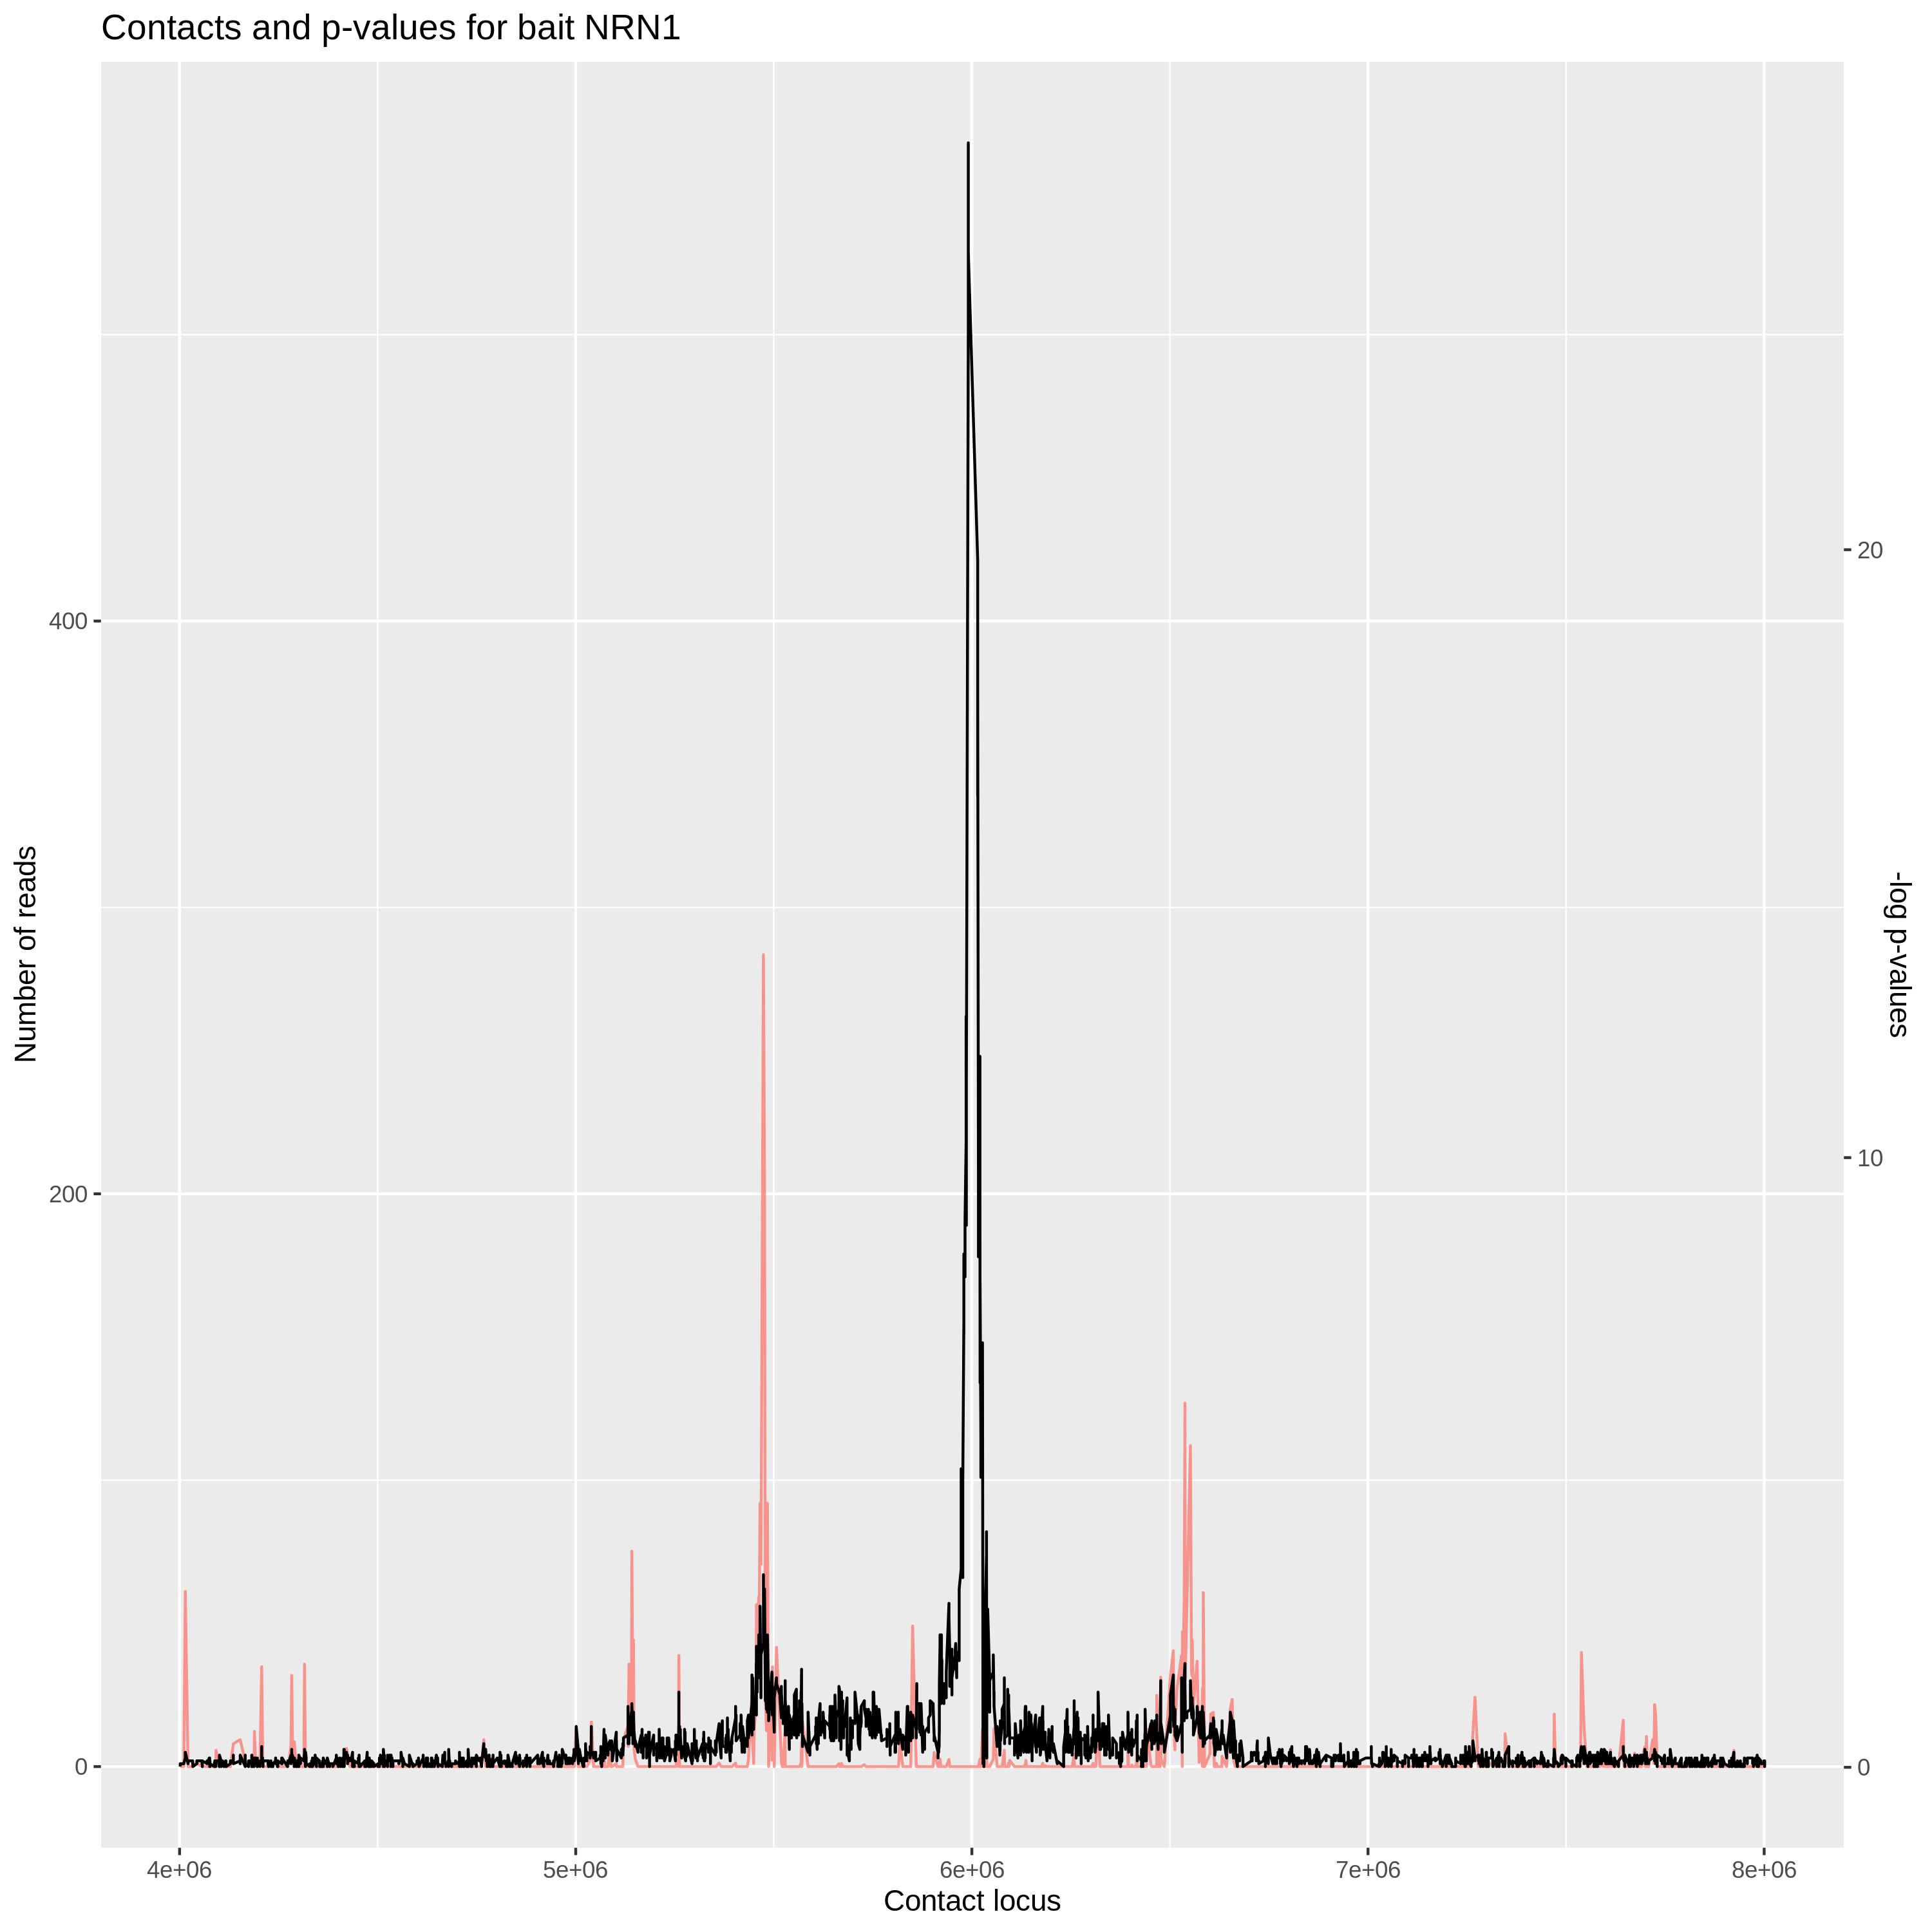 Contacts and p-values for bait NRN1
Number of reads
400
200
0
20
10
0
-log p-values
4e+06
5e+06
6e+06
7e+06
8e+06
Contact locus